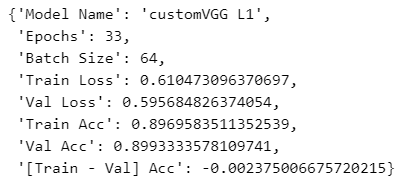 {'Model Name': 'customVGG L1',
'Epochs': 33,
'Batch Size': 64,
'Train Loss': 0.610473096370697,
'Val Loss': 0.595684826374054,
'Train Acc': 0.8969583511352539,
'Val Acc': 0.8993333578109741,
'[Train - Val] Acc': -0.002375006675720215}